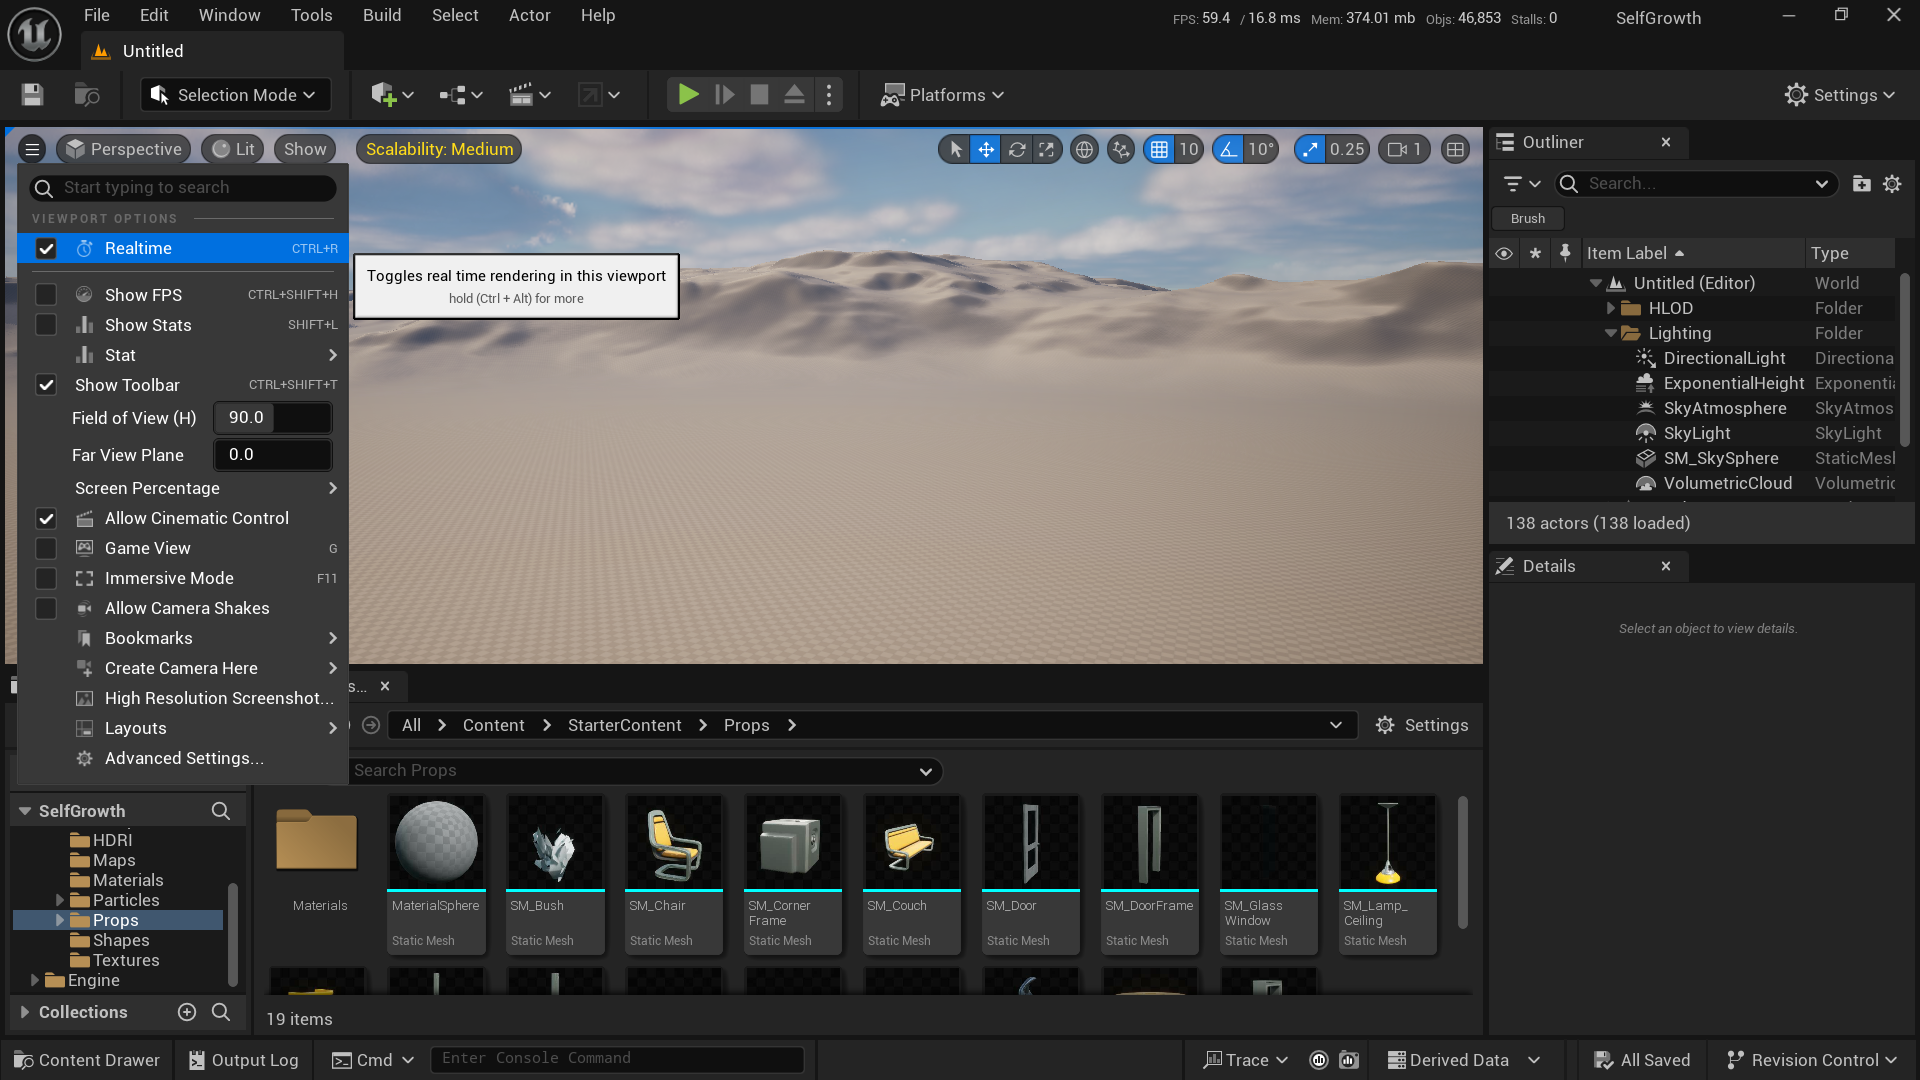 File Edit Window Tools Build Select Actor Help
FPS: 59.4 / 16.8 ms Mem: 374.01 mb Objs: 46,853 Stalls: 0
SelfGrowth
Untitled
Selection Mode
Platforms
Settings
Perspective Lit Show Scalability: Medium
10 10° 0.25 1
Start typing to search
VIEWPORT OPTIONS
Realtime CTRL+R
Toggles real time rendering in this viewport
hold (Ctrl + Alt) for more
Show FPS CTRL+SHIFT+H
Show Stats SHIFT+L
Stat
Show Toolbar CTRL+SHIFT+T
Field of View (H) 90.0
Far View Plane 0.0
Screen Percentage
Allow Cinematic Control
Game View G
Immersive Mode F11
Allow Camera Shakes
Bookmarks
Create Camera Here
High Resolution Screenshot...
Layouts
Advanced Settings...
Outliner
Search...
Brush
Item Label Type
Untitled (Editor) World
HLOD Folder
Lighting Folder
DirectionalLight Directiona
ExponentialHeight Exponentia
SkyAtmosphere SkyAtmos
SkyLight SkyLight
SM_SkySphere StaticMesh
VolumetricCloud Volumetric
138 actors (138 loaded)
Details
Select an object to view details.
s...
All Content StarterContent Props
Settings
Search Props
SelfGrowth
HDRI
Maps
Materials
Particles
Props
Shapes
Textures
Engine
Collections
Materials
MaterialSphere
Static Mesh
SM_Bush
Static Mesh
SM_Chair
Static Mesh
SM_Corner
Frame
Static Mesh
SM_Couch
Static Mesh
SM_Door
Static Mesh
SM_DoorFrame
Static Mesh
SM_Glass
Window
Static Mesh
SM_Lamp_
Ceiling
Static Mesh
19 items
Content Drawer Output Log Cmd Enter Console Command
Trace Derived Data All Saved Revision Control